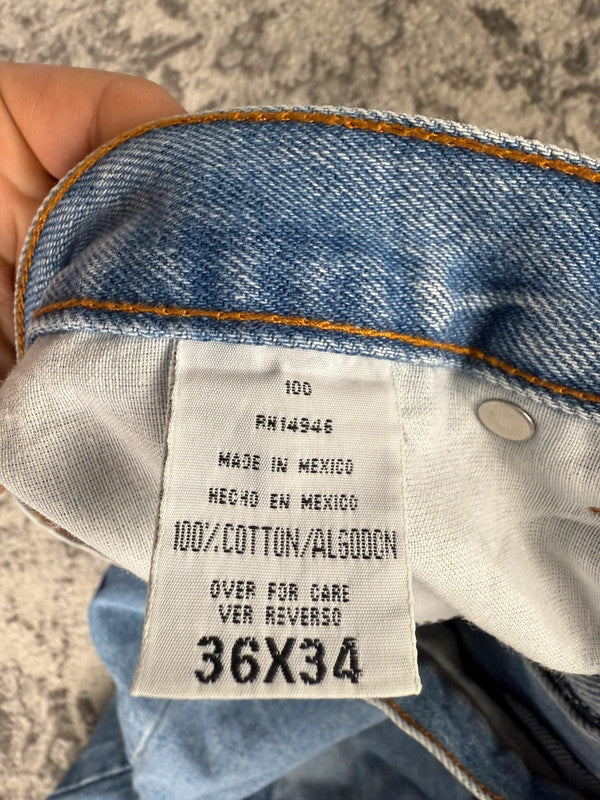 100
RN14946
MADE IN MEXICO
HECHO EN MEXICO
100% COTTON/ALGODON
OVER FOR CARE
VER REVERSO
36X34